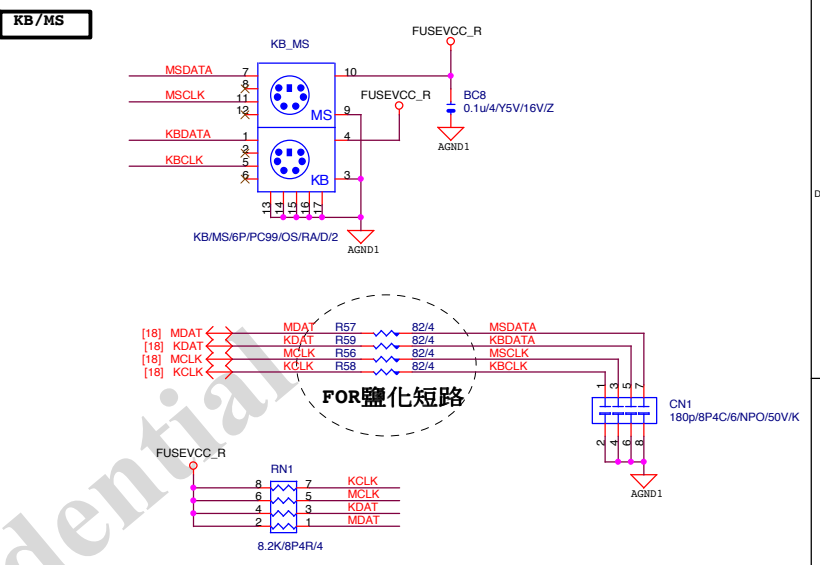 KB/MS
FUSEVCC_R
KB_MS
MSDATA 7 10
8
MSCLK 11
12 MS 9
FUSEVCC_R
BC8
0.1u/4/Y5V/16V/Z
AGND1
KBDATA 1 4
2
KBCLK 5
6 KB 3
13 14 15 16 17
KB/MS/6P/PC99/OS/RA/D/2
AGND1
D
[18] MDAT MDAT R57 82/4 MSDATA
[18] KDAT KDAT R59 82/4 KBDATA
[18] MCLK MCLK R56 82/4 MSCLK
[18] KCLK KCLK R58 82/4 KBCLK
FOR鹽化短路
1 3 5 7
CN1
180p/8P4C/6/NPO/50V/K
2 4 6 8
AGND1
FUSEVCC_R
RN1
8 7 KCLK
6 5 MCLK
4 3 KDAT
2 1 MDAT
8.2K/8P4R/4
dential